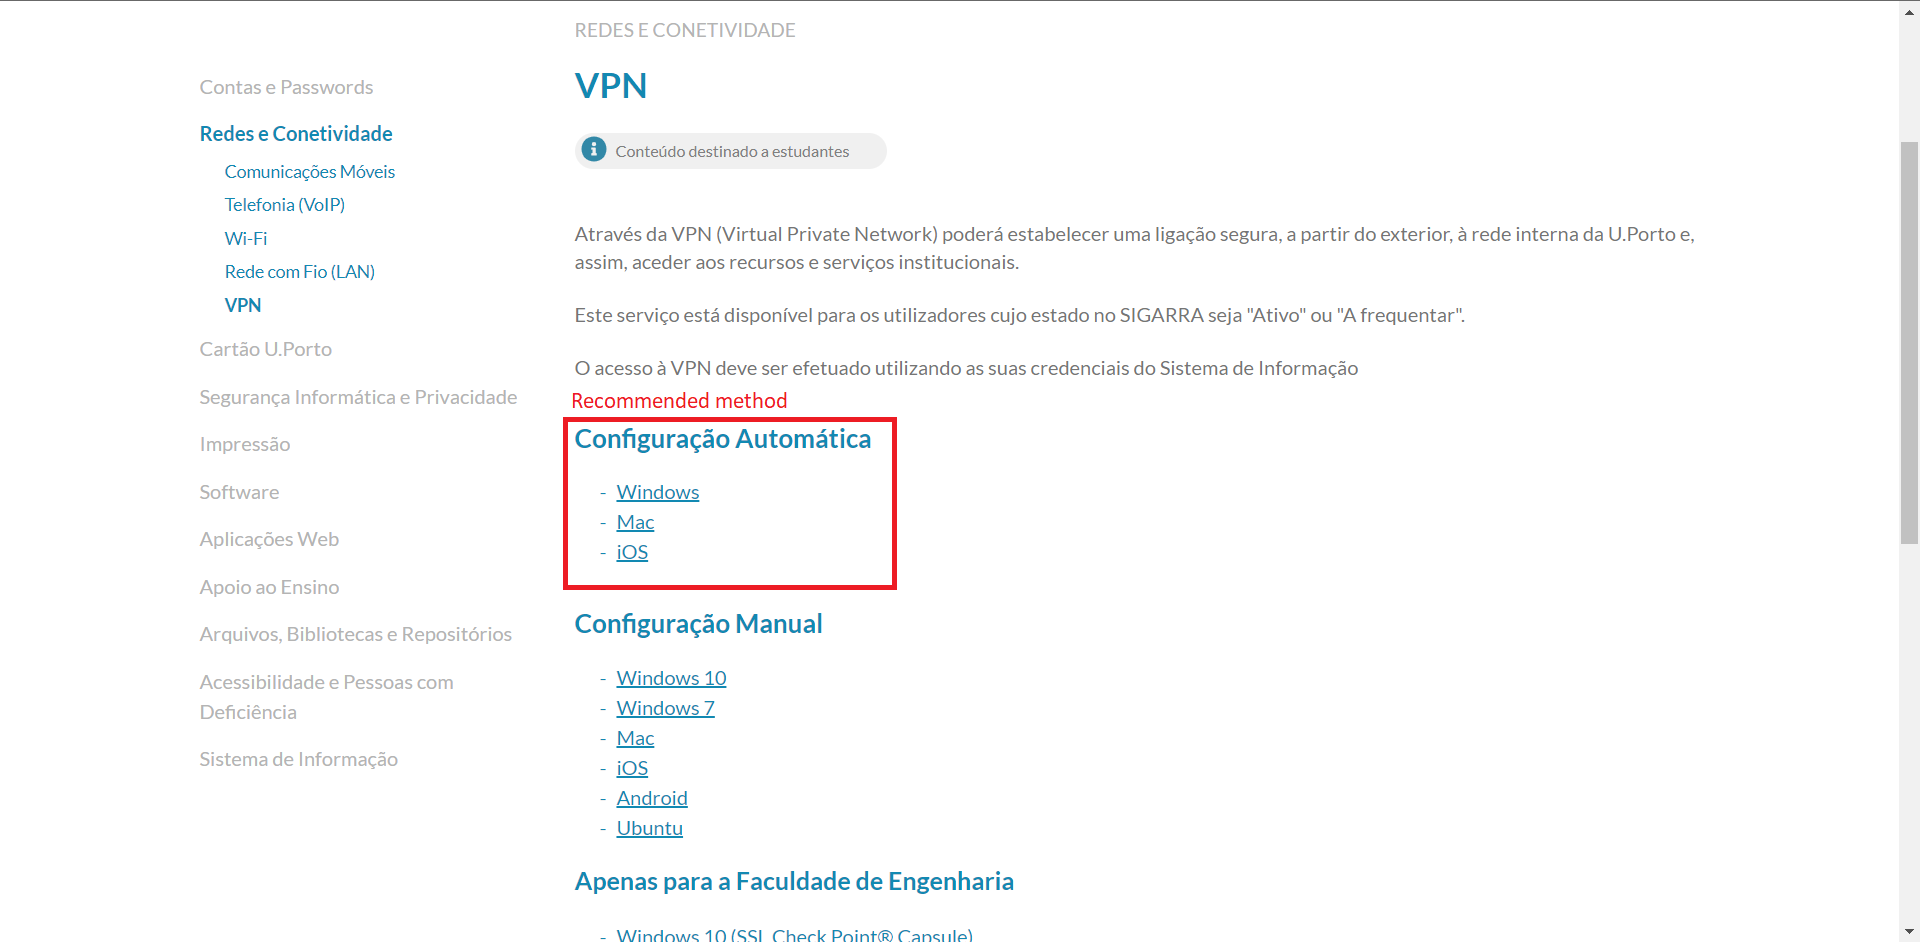 REDES E CONETIVIDADE
Contas e Passwords
Redes e Conetividade
Comunicações Móveis
Telefonia (VoIP)
Wi-Fi
Rede com Fio (LAN)
VPN
Cartão U.Porto
Segurança Informática e Privacidade
Impressão
Software
Aplicações Web
Apoio ao Ensino
Arquivos, Bibliotecas e Repositórios
Acessibilidade e Pessoas com
Deficiência
Sistema de Informação
VPN
Conteúdo destinado a estudantes
Através da VPN (Virtual Private Network) poderá estabelecer uma ligação segura, a partir do exterior, à rede interna da U.Porto e,
assim, aceder aos recursos e serviços institucionais.
Este serviço está disponível para os utilizadores cujo estado no SIGARRA seja "Ativo" ou "A frequentar".
O acesso à VPN deve ser efetuado utilizando as suas credenciais do Sistema de Informação
Recommended method
Configuração Automática
- Windows
- Mac
- iOS
Configuração Manual
- Windows 10
- Windows 7
- Mac
- iOS
- Android
- Ubuntu
Apenas para a Faculdade de Engenharia
- Windows 10 (SSL Check Point® Capsule)